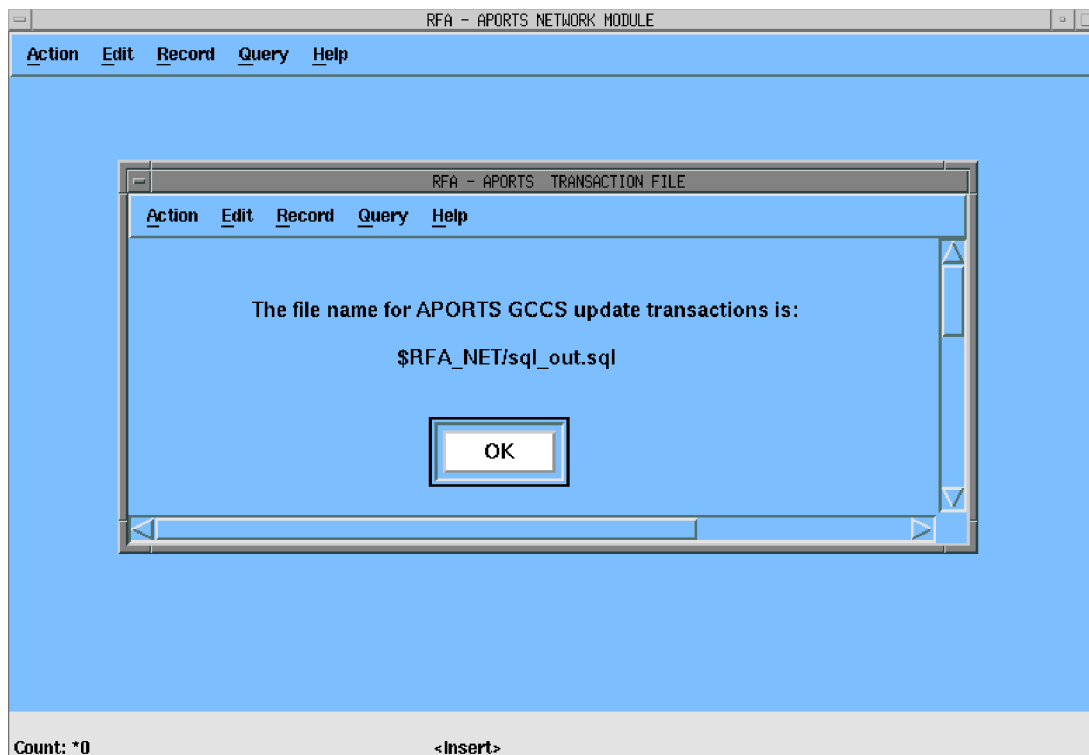 RFA - APORTS NETWORK MODULE
Action Edit Record Query Help
RFA - APORTS TRANSACTION FILE
Action Edit Record Query Help
The file name for APORTS GCCS update transactions is:
$RFA_NET/sql_out.sql
OK
Count: *0 <Insert>